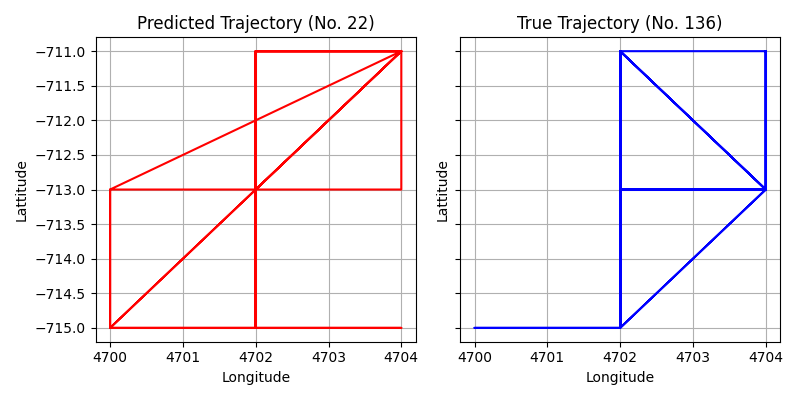 Predicted Trajectory (No. 22)
True Trajectory (No. 136)
−711.0
−711.5
−712.0
−712.5
−713.0
−713.5
−714.0
−714.5
−715.0
Lattitude
Lattitude
4700 4701 4702 4703 4704
4700 4701 4702 4703 4704
Longitude
Longitude